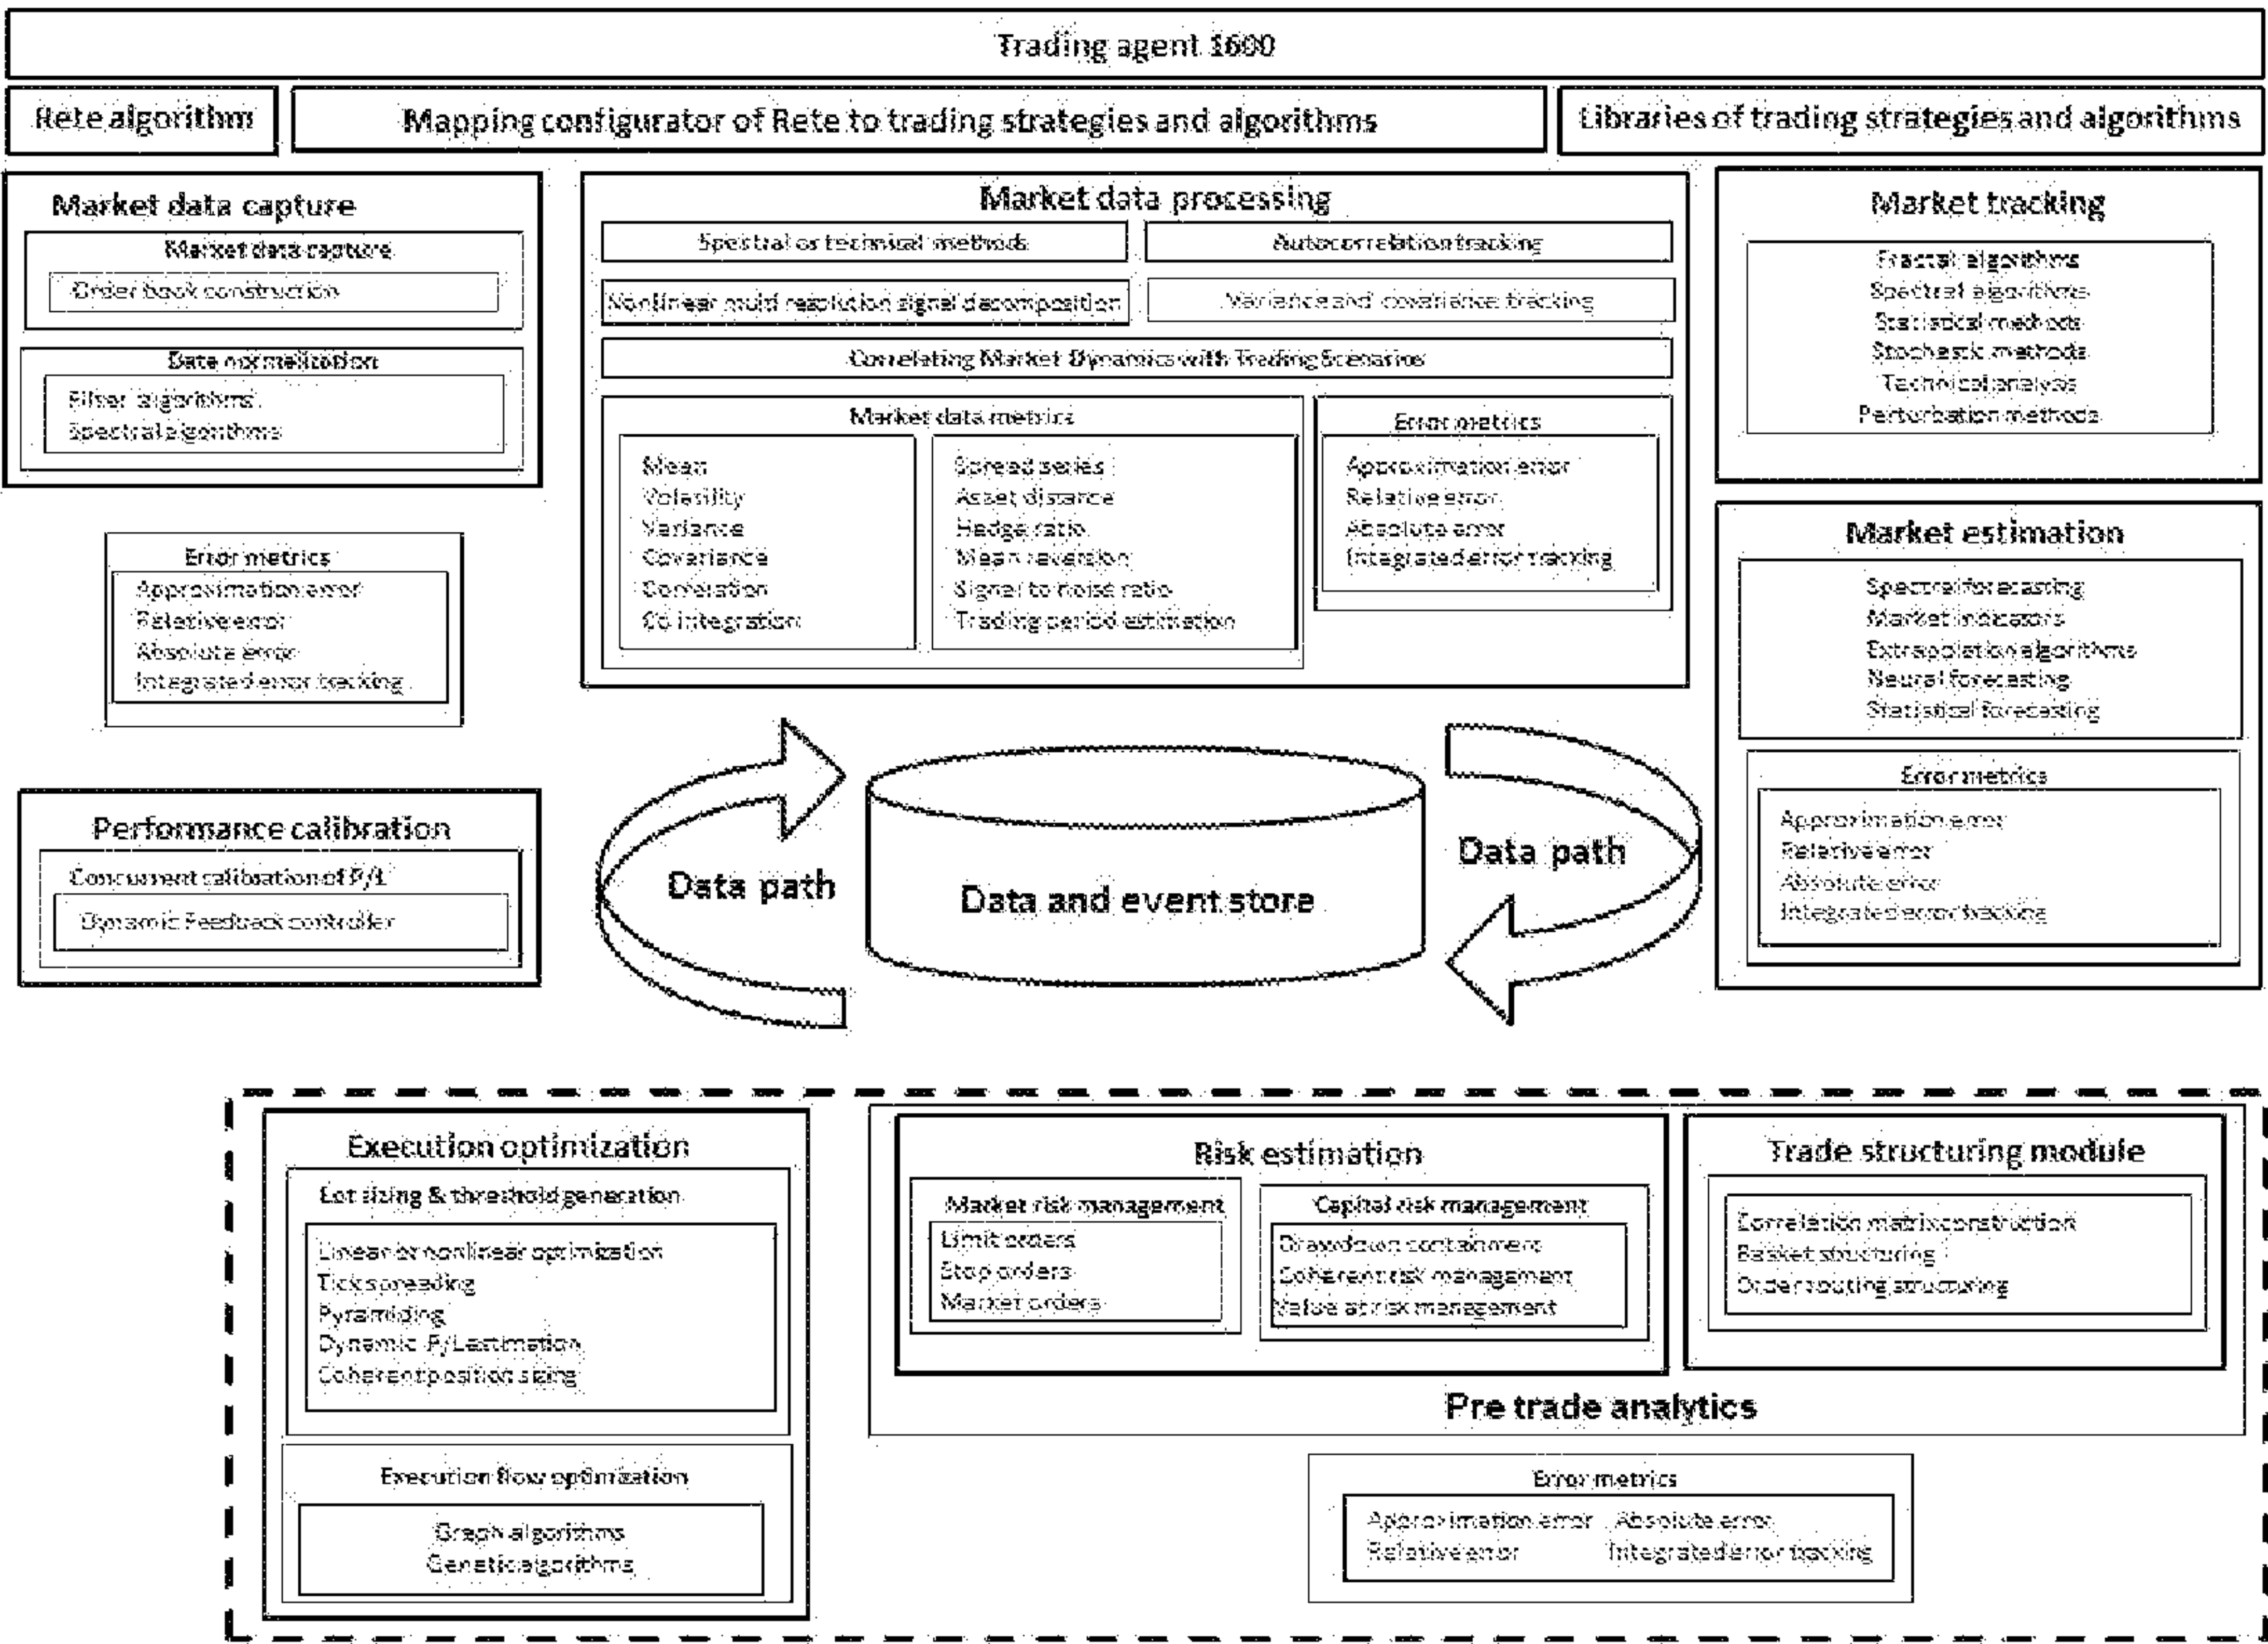 Trading agent 1600
Rete algorithm
Mapping configurator of Rete to trading strategies and algorithms
Libraries of trading strategies and algorithms
Market data capture
Market data capture
Order book construction
Date normalization
Filter algorithms
Spectral algorithms
Error metrics
Approximation error
Relative error
Absolute error
Integrated error tracking
Performance calibration
Concurrent calibration of P/L
Dynamic Feedback controller
Market data processing
Spectral or technical methods
Autocorrelation tracking
Nonlinear multi resolution signal decomposition
Variance and covariance tracking
Correlating Market Dynamics with Trading Scenarios
Market data metrics
Mean
Volatility
Variance
Covariance
Correlation
Co integration
Spread series
Asset distance
Hedge ratio
Mean reversion
Signal to noise ratio
Trading period estimation
Error metrics
Approximation error
Relative error
Absolute error
Integrated error tracking
Market tracking
Fractal algorithms
Spectral algorithms
Statistical methods
Stochastic methods
Technical analysis
Perturbation methods
Market estimation
Spectral forecasting
Market indicators
Extrapolation algorithms
Neural forecasting
Statistical forecasting
Error metrics
Approximation error
Relative error
Absolute error
Integrated error tracking
Data path
Data and event store
Data path
Execution optimization
Lot sizing & threshold generation
Linear or nonlinear optimization
Tick spreading
Pyramiding
Dynamic P/L estimation
Coherent position sizing
Execution flow optimization
Graph algorithms
Genetic algorithms
Risk estimation
Market risk management
Limit orders
Stop orders
Market orders
Capital risk management
Drawdown containment
Coherent risk management
Value at risk management
Trade structuring module
Correlation matrix construction
Basket structuring
Order routing structuring
Pre trade analytics
Error metrics
Approximation error Absolute error
Relative error Integrated error tracking